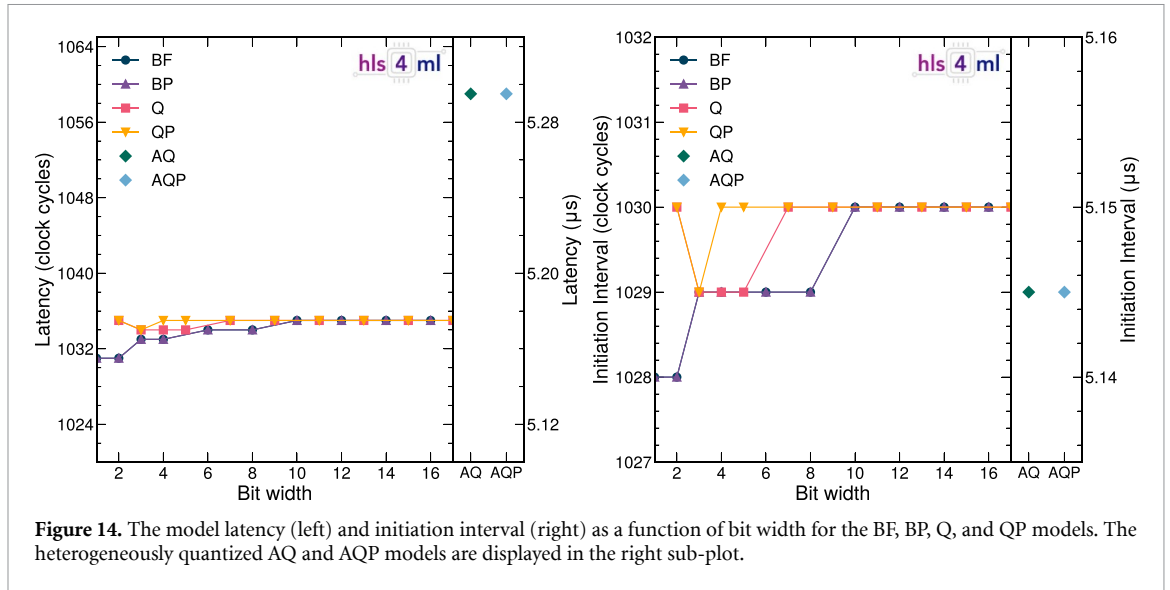 1064
1056
1048
1040
1032
1024
Latency (clock cycles)
BF
BP
Q
QP
AQ
AQP
hls 4 ml
2 4 6 8 10 12 14 16 AQ AQP
Bit width
5.28
5.20
5.12
Latency (μs)
1032
1031
1030
1029
1028
1027
Initiation Interval (clock cycles)
BF
BP
Q
QP
AQ
AQP
hls 4 ml
2 4 6 8 10 12 14 16 AQ AQP
Bit width
5.16
5.15
5.14
Initiation Interval (μs)
Figure 14. The model latency (left) and initiation interval (right) as a function of bit width for the BF, BP, Q, and QP models. The
heterogeneously quantized AQ and AQP models are displayed in the right sub-plot.